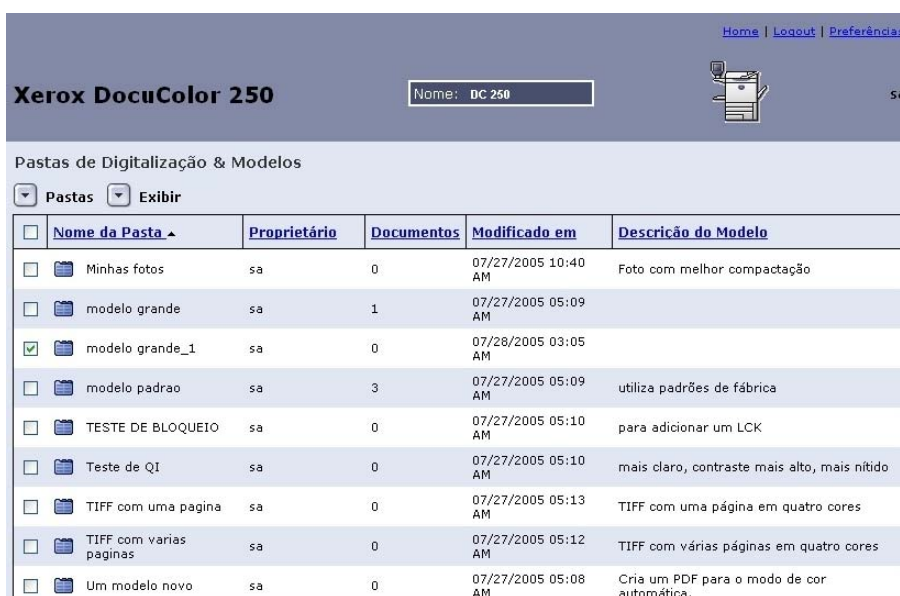 Home | Logout | Preferências
Xerox DocuColor 250
Nome: DC 250
Pastas de Digitalização & Modelos
Pastas Exibir
Nome da Pasta Proprietário Documentos Modificado em Descrição do Modelo
Minhas fotos sa 0 07/27/2005 10:40 AM Foto com melhor compactação
modelo grande sa 1 07/27/2005 05:09 AM
modelo grande_1 sa 0 07/28/2005 03:05 AM
modelo padrao sa 3 07/27/2005 05:09 AM utiliza padrões de fábrica
TESTE DE BLOQUEIO sa 0 07/27/2005 05:10 AM para adicionar um LCK
Teste de QI sa 0 07/27/2005 05:10 AM mais claro, contraste mais alto, mais nítido
TIFF com uma pagina sa 0 07/27/2005 05:13 AM TIFF com uma página em quatro cores
TIFF com varias paginas sa 0 07/27/2005 05:12 AM TIFF com várias páginas em quatro cores
Um modelo novo sa 0 07/27/2005 05:08 AM Cria um PDF para o modo de cor automática.